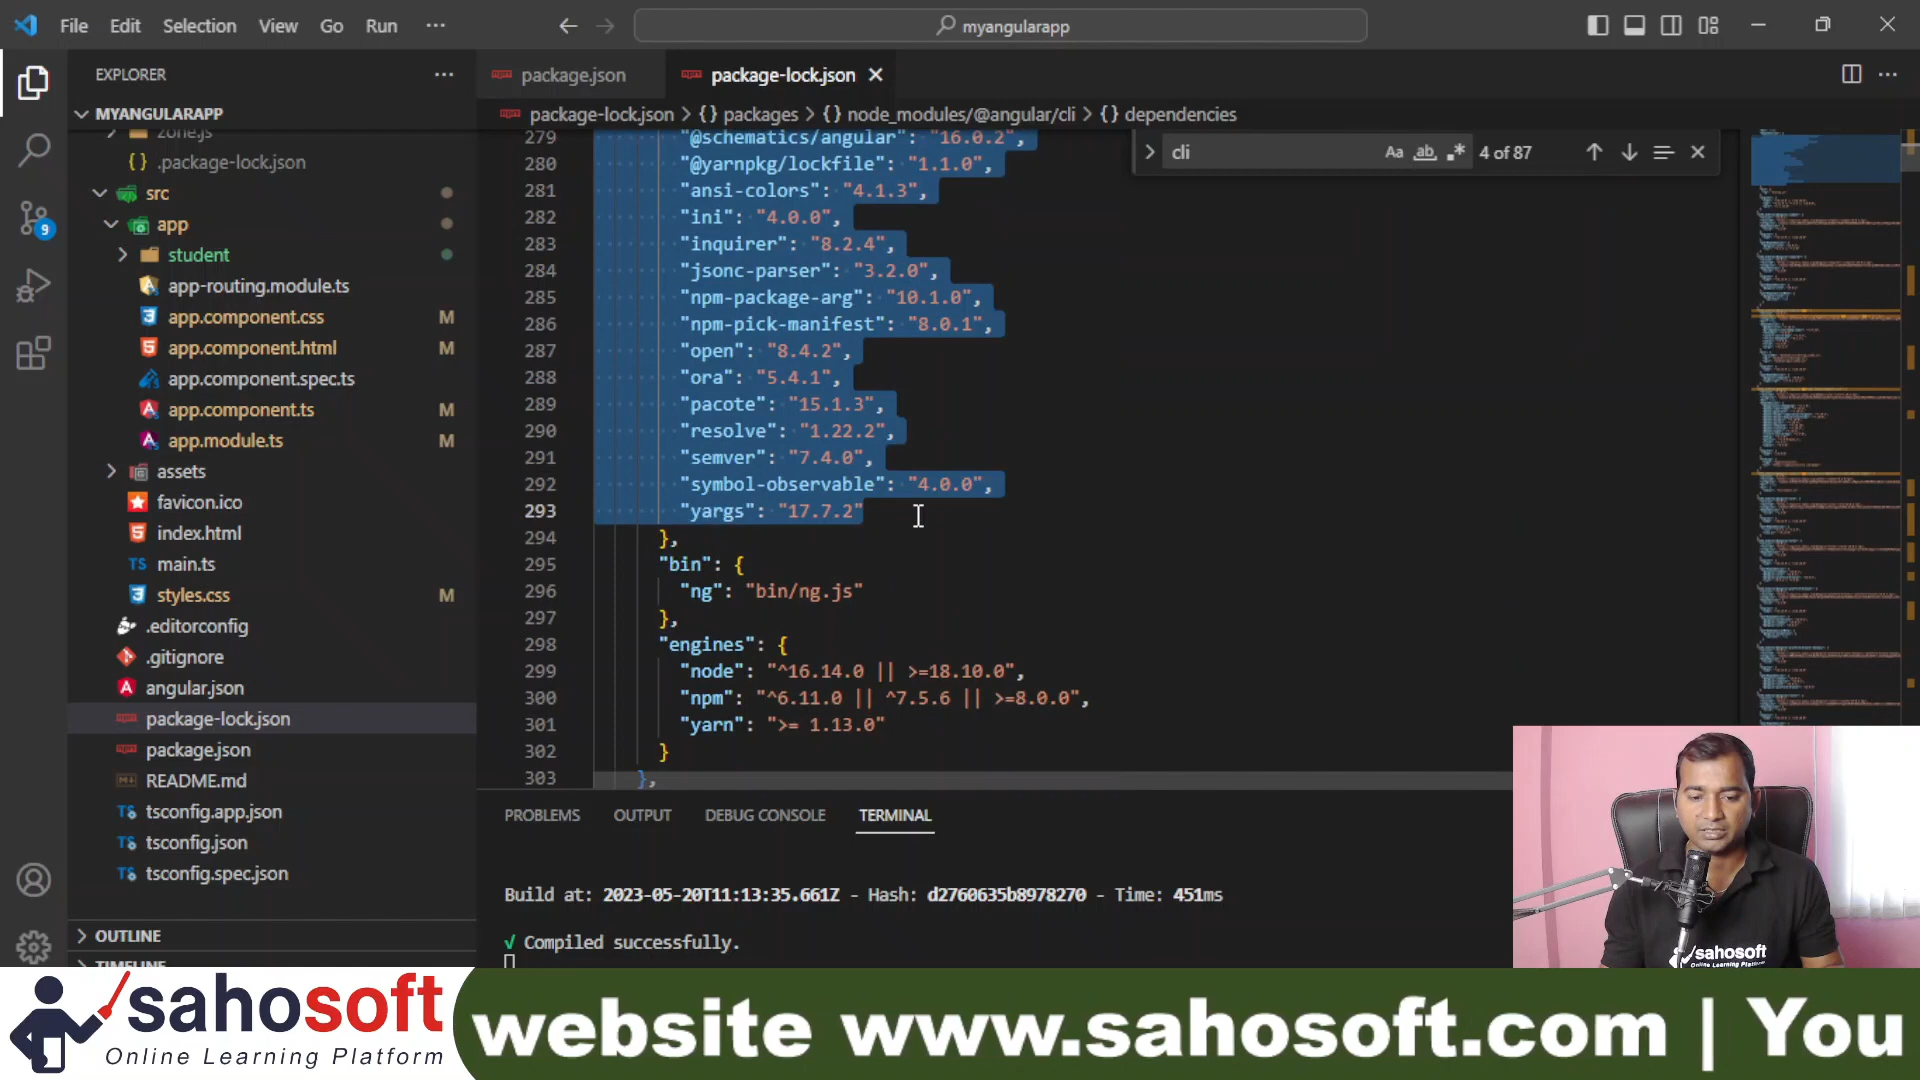 File Edit Selection View Go Run ··· myangularapp
EXPLORER ···
package.json
package-lock.json
MYANGULARAPP
package-lock.json > {} packages > {} node_modules/@angular/cli > {} dependencies
zone.js
.package-lock.json
src
app
student
app-routing.module.ts
app.component.css M
app.component.html M
app.component.spec.ts
app.component.ts M
app.module.ts M
assets
favicon.ico
index.html
main.ts
styles.css M
.editorconfig
.gitignore
angular.json
package-lock.json
package.json
README.md
tsconfig.app.json
tsconfig.json
tsconfig.spec.json
OUTLINE
TIMELINE
9
cli Aa ab 4 of 87
279 "@schematics/angular": "16.0.2",
280 "@yarnpkg/lockfile": "1.1.0",
281 "ansi-colors": "4.1.3",
282 "ini": "4.0.0",
283 "inquirer": "8.2.4",
284 "jsonc-parser": "3.2.0",
285 "npm-package-arg": "10.1.0",
286 "npm-pick-manifest": "8.0.1",
287 "open": "8.4.2",
288 "ora": "5.4.1",
289 "pacote": "15.1.3",
290 "resolve": "1.22.2",
291 "semver": "7.4.0",
292 "symbol-observable": "4.0.0",
293 "yargs": "17.7.2"
294 },
295 "bin": {
296 "ng": "bin/ng.js"
297 },
298 "engines": {
299 "node": "^16.14.0 || >=18.10.0",
300 "npm": "^6.11.0 || ^7.5.6 || >=8.0.0",
301 "yarn": ">= 1.13.0"
302 }
303 },
PROBLEMS OUTPUT DEBUG CONSOLE TERMINAL
Build at: 2023-05-20T11:13:35.661Z - Hash: d2760635b8978270 - Time: 451ms
√ Compiled successfully.
sahosoft
Online Learning Platform
sahosoft
Online Learning Platform
website www.sahosoft.com | You